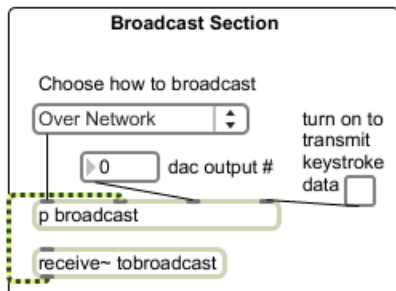 Broadcast Section
Choose how to broadcast
Over Network
turn on to
transmit
keystroke
data
0
dac output #
p broadcast
receive~ tobroadcast